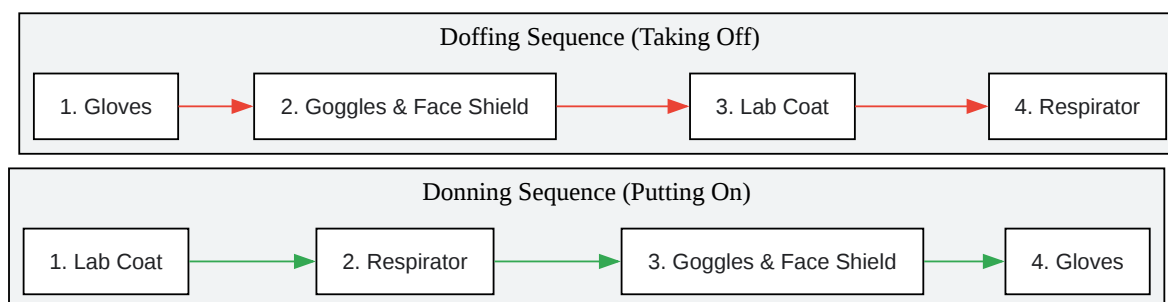 Doffing Sequence (Taking Off)
1. Gloves
2. Goggles & Face Shield
3. Lab Coat
4. Respirator
Donning Sequence (Putting On)
1. Lab Coat
2. Respirator
3. Goggles & Face Shield
4. Gloves